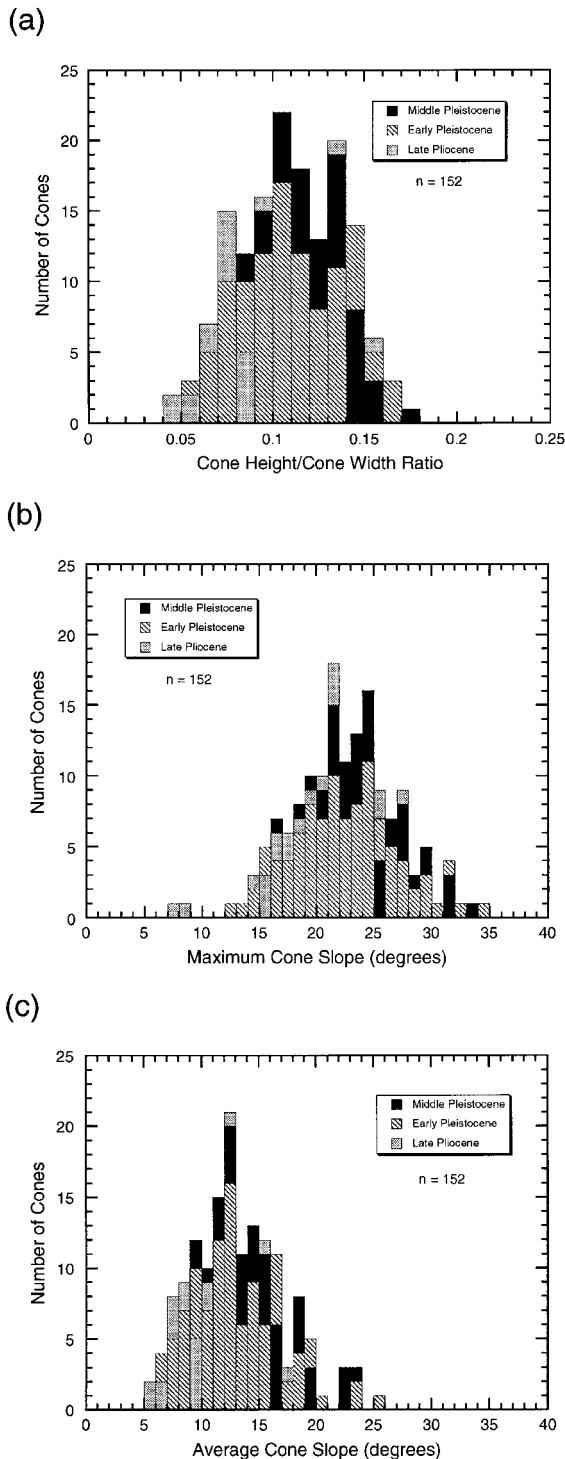 (a)
25
20
15
10
5
0
Number of Cones
Middle Pleistocene
Early Pleistocene
Late Pliocene
n = 152
0 0.05 0.1 0.15 0.2 0.25
Cone Height/Cone Width Ratio
(b)
25
20
15
10
5
0
Number of Cones
Middle Pleistocene
Early Pleistocene
Late Pliocene
n = 152
0 5 10 15 20 25 30 35 40
Maximum Cone Slope (degrees)
(c)
25
20
15
10
5
0
Number of Cones
Middle Pleistocene
Early Pleistocene
Late Pliocene
n = 152
0 5 10 15 20 25 30 35 40
Average Cone Slope (degrees)